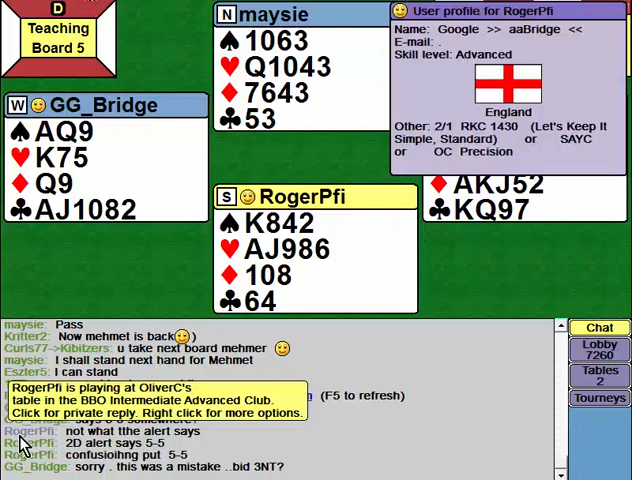 D
Teaching
Board 5
N maysie
♠1063
♥Q1043
♦7643
♣53
User profile for RogerPfi
Name: Google >> aaBridge <<
E-mail: .
Skill level: Advanced
England
Other: 2/1 RKC 1430 (Let's Keep It
Simple, Standard) or SAYC
or OC Precision
W GG_Bridge
♠AQ9
♥K75
♦Q9
♣AJ1082
♦AKJ52
♣KQ97
S RogerPfi
♠K842
♥AJ986
♦108
♣64
maysie: Pass
Kritter2: Now mehmet is back )
Curls77->Kibitzers: u take next board mehmer
maysie: I shall stand next hand for Mehmet
Eszter5: I can stand
(F5 to refresh)
RogerPfi is playing at OliverC's
table in the BBO Intermediate Advanced Club.
Click for private reply. Right click for more options.
RogerPfi: not what tthe alert says
RogerPfi: 2D alert says 5-5
RogerPfi: confusioihng put 5-5
GG_Bridge: sorry . this was a mistake ..bid 3NT?
Chat
Lobby
7260
Tables
2
Tourneys